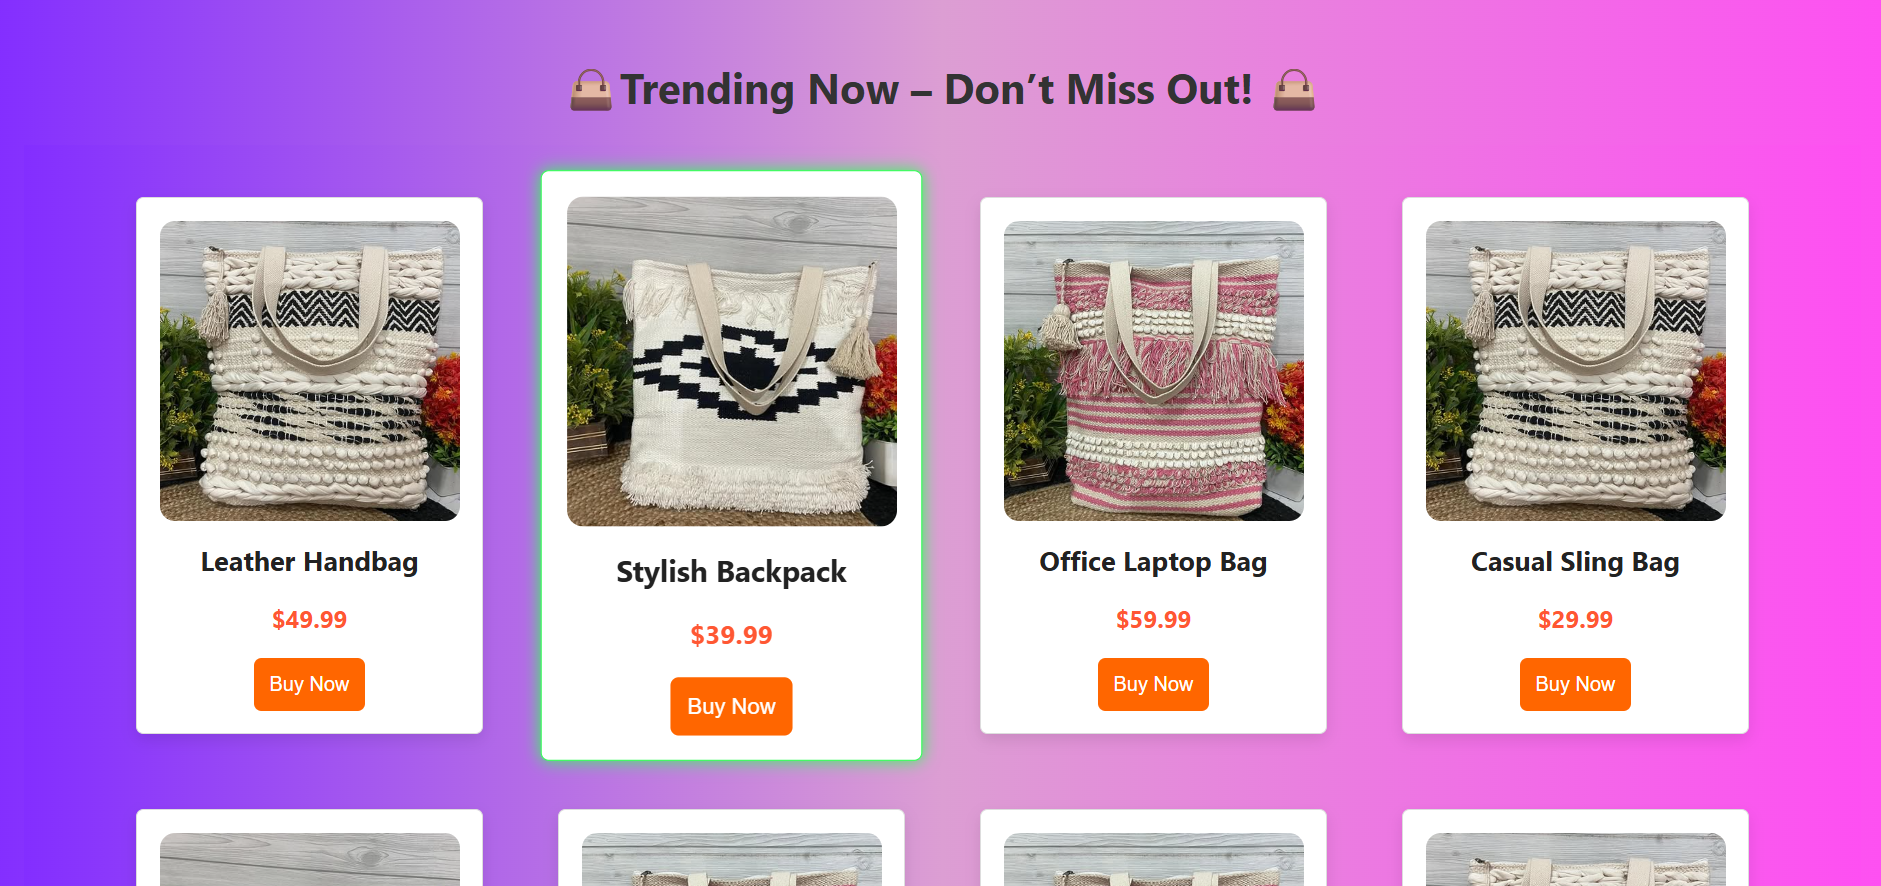 Trending Now – Don’t Miss Out!
Leather Handbag
$49.99
Buy Now
Stylish Backpack
$39.99
Buy Now
Office Laptop Bag
$59.99
Buy Now
Casual Sling Bag
$29.99
Buy Now